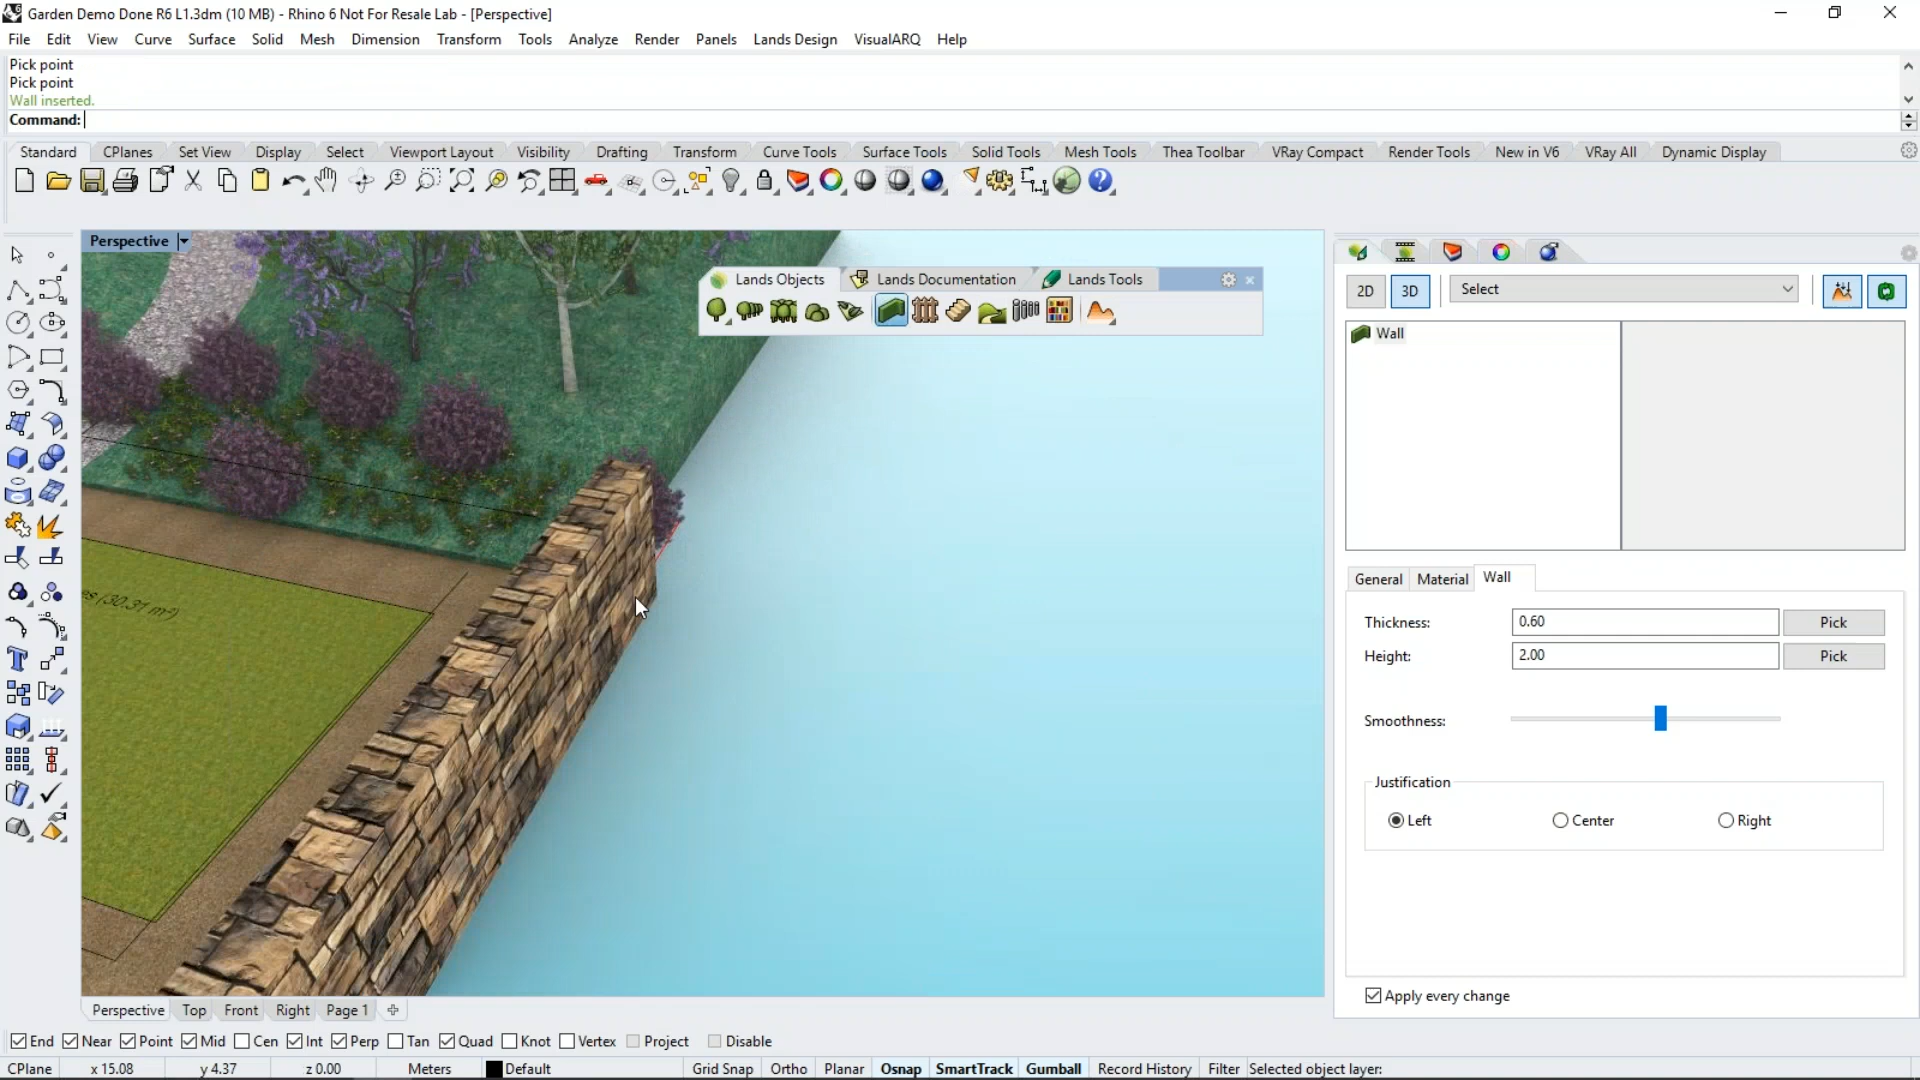 Garden Demo Done R6 L1.3dm (10 MB) - Rhino 6 Not For Resale Lab - [Perspective]
File Edit View Curve Surface Solid Mesh Dimension Transform Tools Analyze Render Panels Lands Design VisualARQ Help
Pick point
Pick point
Wall inserted.
Command:
Standard CPlanes Set View Display Select Viewport Layout Visibility Drafting Transform Curve Tools Surface Tools Solid Tools Mesh Tools Thea Toolbar VRay Compact Render Tools New in V6 VRay All Dynamic Display
Perspective
Lands Objects Lands Documentation Lands Tools
2D 3D Select
Wall
General Material Wall
Thickness: 0.60 Pick
Height: 2.00 Pick
Smoothness:
Justification
Left Center Right
Apply every change
es (30.31 m²)
Perspective Top Front Right Page 1
End Near Point Mid Cen Int Perp Tan Quad Knot Vertex Project Disable
CPlane x 15.08 y 4.37 z 0.00 Meters Default Grid Snap Ortho Planar Osnap SmartTrack Gumball Record History Filter Selected object layer: